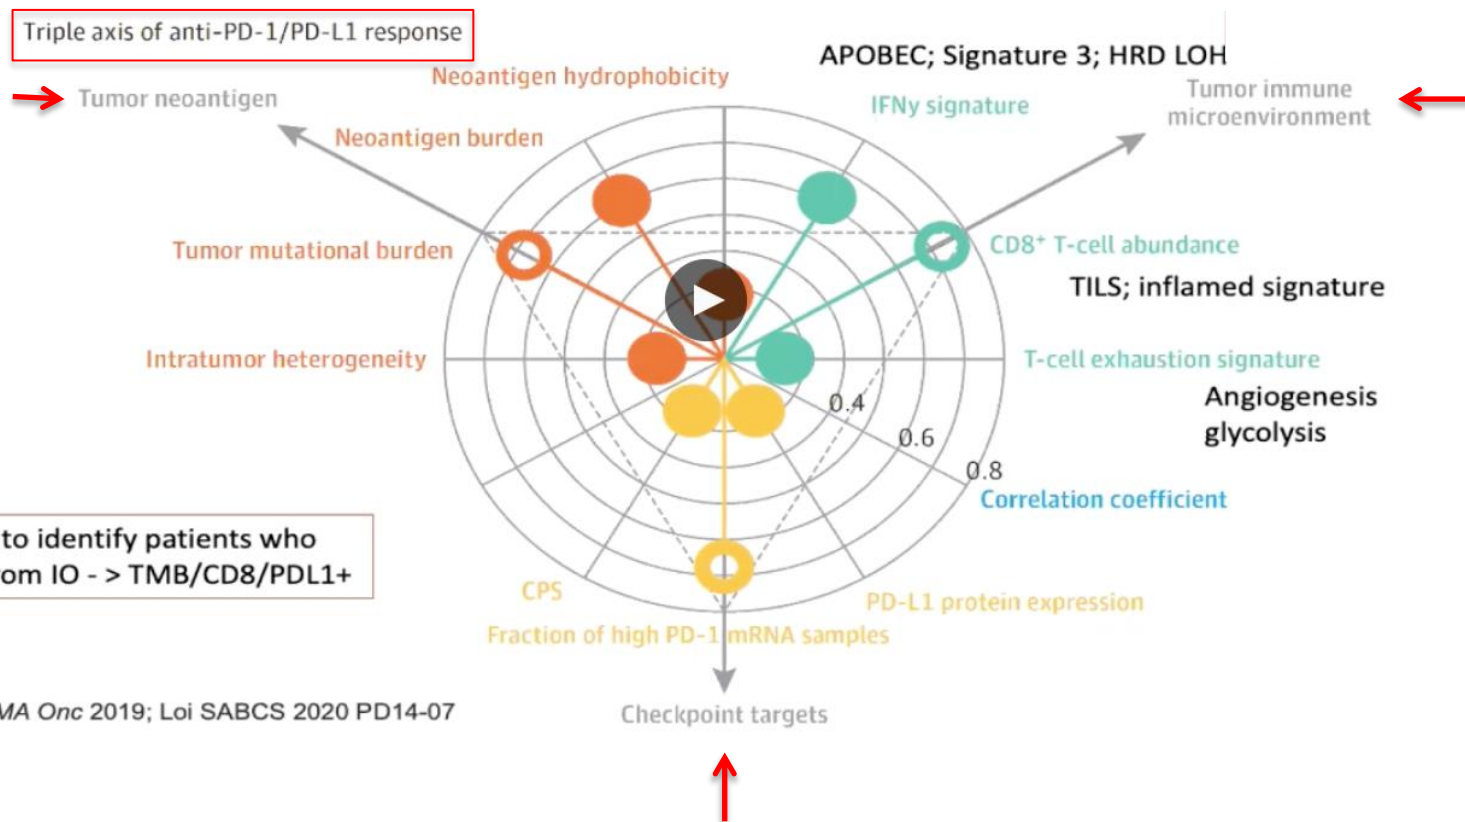 Triple axis of anti-PD-1/PD-L1 response
APOBEC; Signature 3; HRD LOH
Neoantigen hydrophobicity
Tumor neoantigen
Tumor immune
microenvironment
IFNy signature
Neoantigen burden
Tumor mutational burden
CD8⁺ T-cell abundance
TILS; inflamed signature
Intratumor heterogeneity
T-cell exhaustion signature
Angiogenesis
glycolysis
0.4
0.6
0.8
Correlation coefficient
to identify patients who
rom IO - > TMB/CD8/PDL1+
CPS
PD-L1 protein expression
Fraction of high PD-1 mRNA samples
MA Onc 2019; Loi SABCS 2020 PD14-07
Checkpoint targets